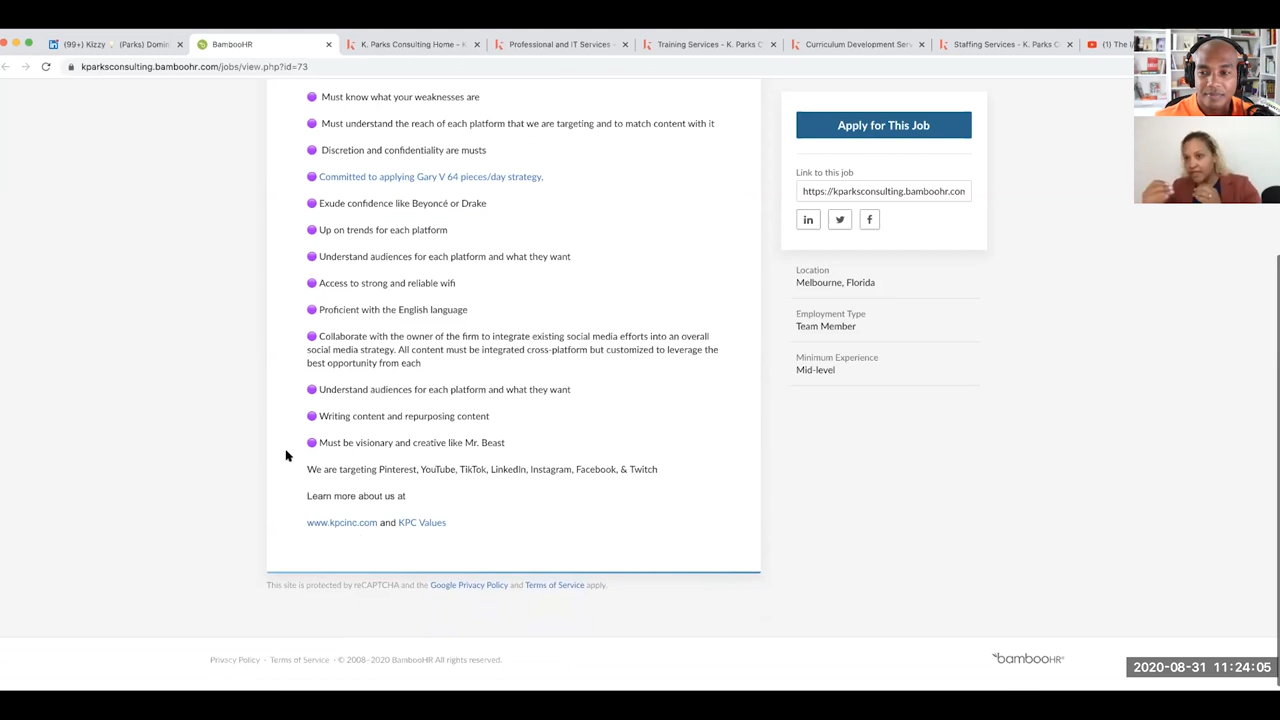 (99+) Kizzy (Parks) Domin
BambooHR
K. Parks Consulting Home - K
Professional and IT Services -
Training Services - K. Parks C
Curriculum Development Serv
Staffing Services - K. Parks C
kparksconsulting.bamboohr.com/jobs/view.php?id=73
Must know what your weaknesses are
Must understand the reach of each platform that we are targeting and to match content with it
Discretion and confidentiality are musts
Committed to applying Gary V 64 pieces/day strategy.
Exude confidence like Beyoncé or Drake
Up on trends for each platform
Understand audiences for each platform and what they want
Access to strong and reliable wifi
Proficient with the English language
Collaborate with the owner of the firm to integrate existing social media efforts into an overall
social media strategy. All content must be integrated cross-platform but customized to leverage the
best opportunity from each
Understand audiences for each platform and what they want
Writing content and repurposing content
Must be visionary and creative like Mr. Beast
We are targeting Pinterest, YouTube, TikTok, LinkedIn, Instagram, Facebook, & Twitch
Learn more about us at
www.kpcinc.com and KPC Values
Apply for This Job
Link to this job
https://kparksconsulting.bamboohr.con
Location
Melbourne, Florida
Employment Type
Team Member
Minimum Experience
Mid-level
This site is protected by reCAPTCHA and the Google Privacy Policy and Terms of Service apply.
Privacy Policy · Terms of Service · © 2008-2020 BambooHR All rights reserved.
bambooHR
2020-08-31 11:24:05